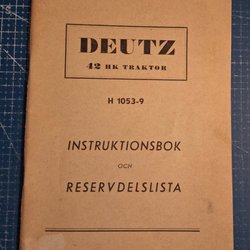 DEUTZ
42 HK TRAKTOR
H 1053-9
INSTRUKTIONSBOK
OCH
RESERVDELSLISTA